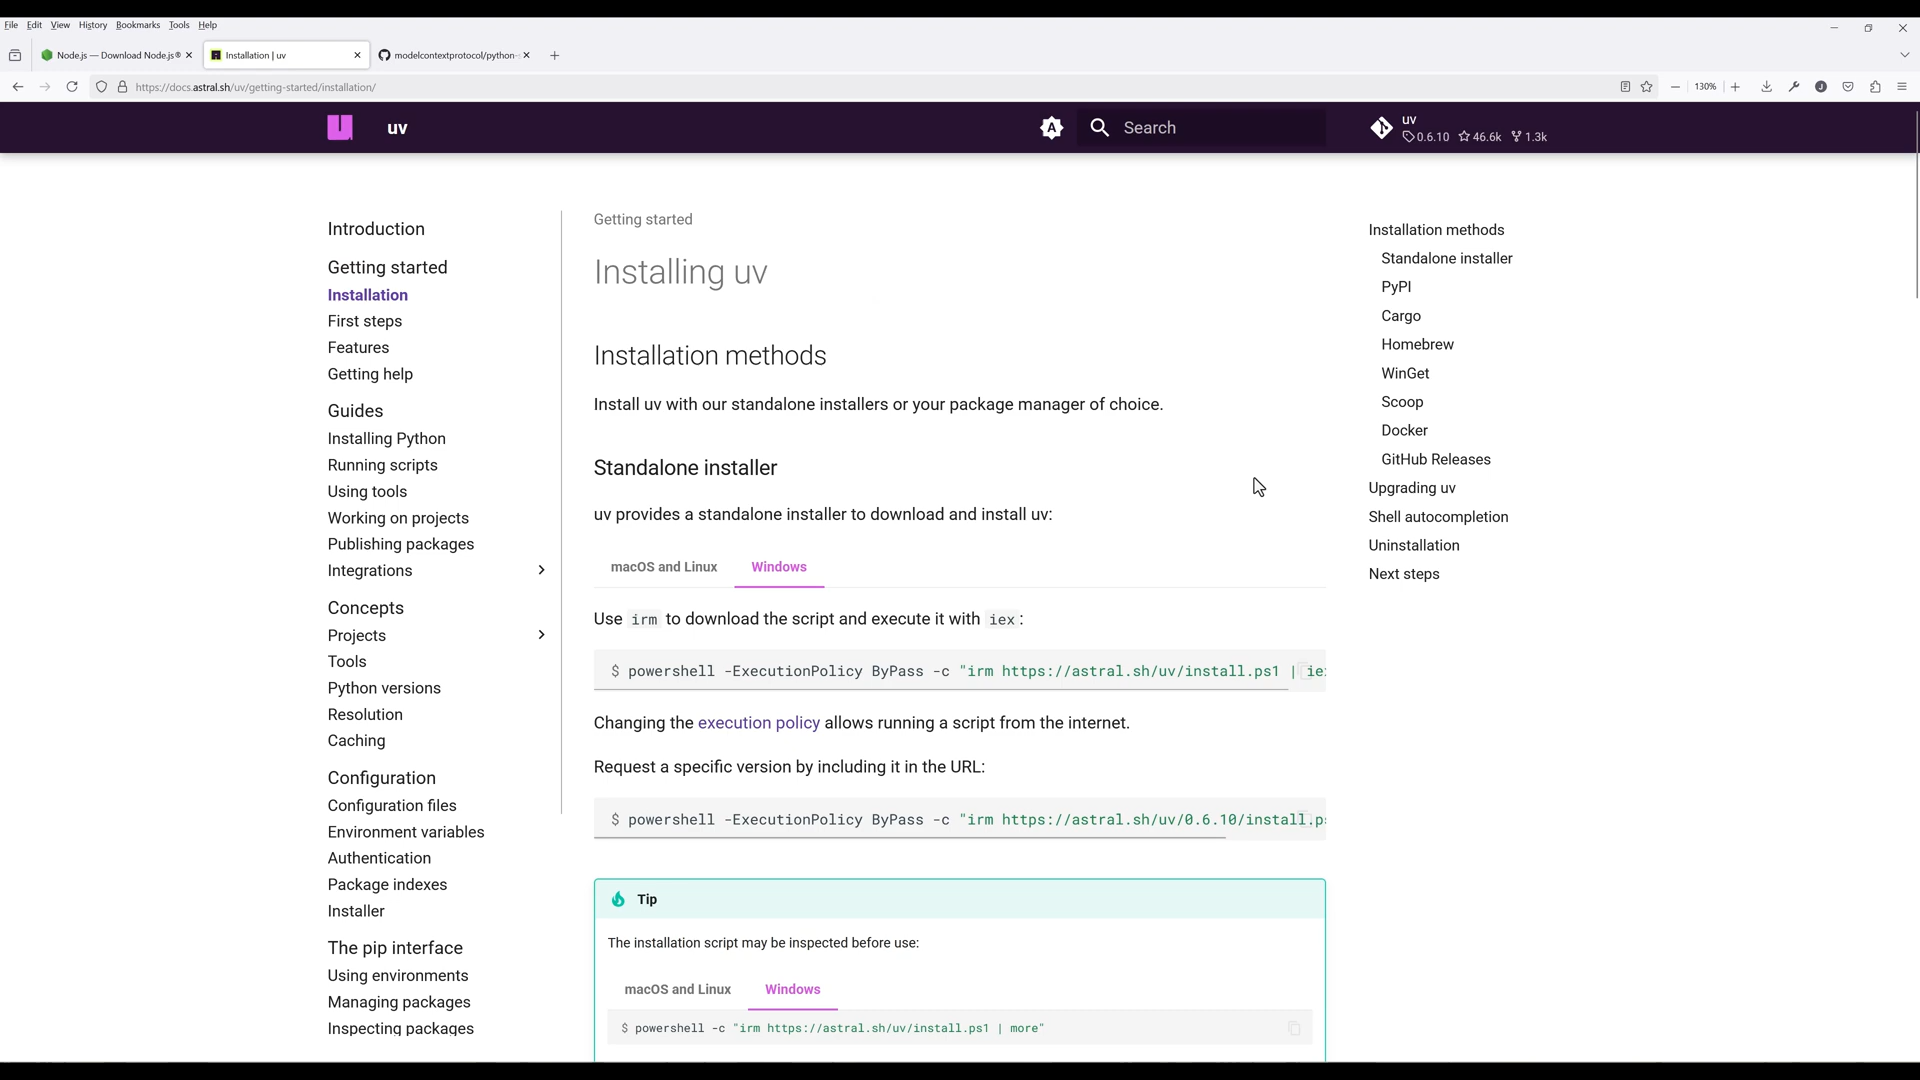 File Edit View History Bookmarks Tools Help
Node.js — Download Node.js®
Installation | uv
modelcontextprotocol/python-
https://docs.astral.sh/uv/getting-started/installation/
130%
uv
Search
uv
0.6.10 46.6k 1.3k
Introduction
Getting started
Installation
First steps
Features
Getting help
Guides
Installing Python
Running scripts
Using tools
Working on projects
Publishing packages
Integrations
Concepts
Projects
Tools
Python versions
Resolution
Caching
Configuration
Configuration files
Environment variables
Authentication
Package indexes
Installer
The pip interface
Using environments
Managing packages
Inspecting packages
Getting started
Installing uv
Installation methods
Install uv with our standalone installers or your package manager of choice.
Standalone installer
uv provides a standalone installer to download and install uv:
macOS and Linux Windows
Use irm to download the script and execute it with iex:
$ powershell -ExecutionPolicy ByPass -c "irm https://astral.sh/uv/install.ps1 | iex
Changing the execution policy allows running a script from the internet.
Request a specific version by including it in the URL:
$ powershell -ExecutionPolicy ByPass -c "irm https://astral.sh/uv/0.6.10/install.ps
Tip
The installation script may be inspected before use:
macOS and Linux Windows
$ powershell -c "irm https://astral.sh/uv/install.ps1 | more"
Installation methods
Standalone installer
PyPI
Cargo
Homebrew
WinGet
Scoop
Docker
GitHub Releases
Upgrading uv
Shell autocompletion
Uninstallation
Next steps